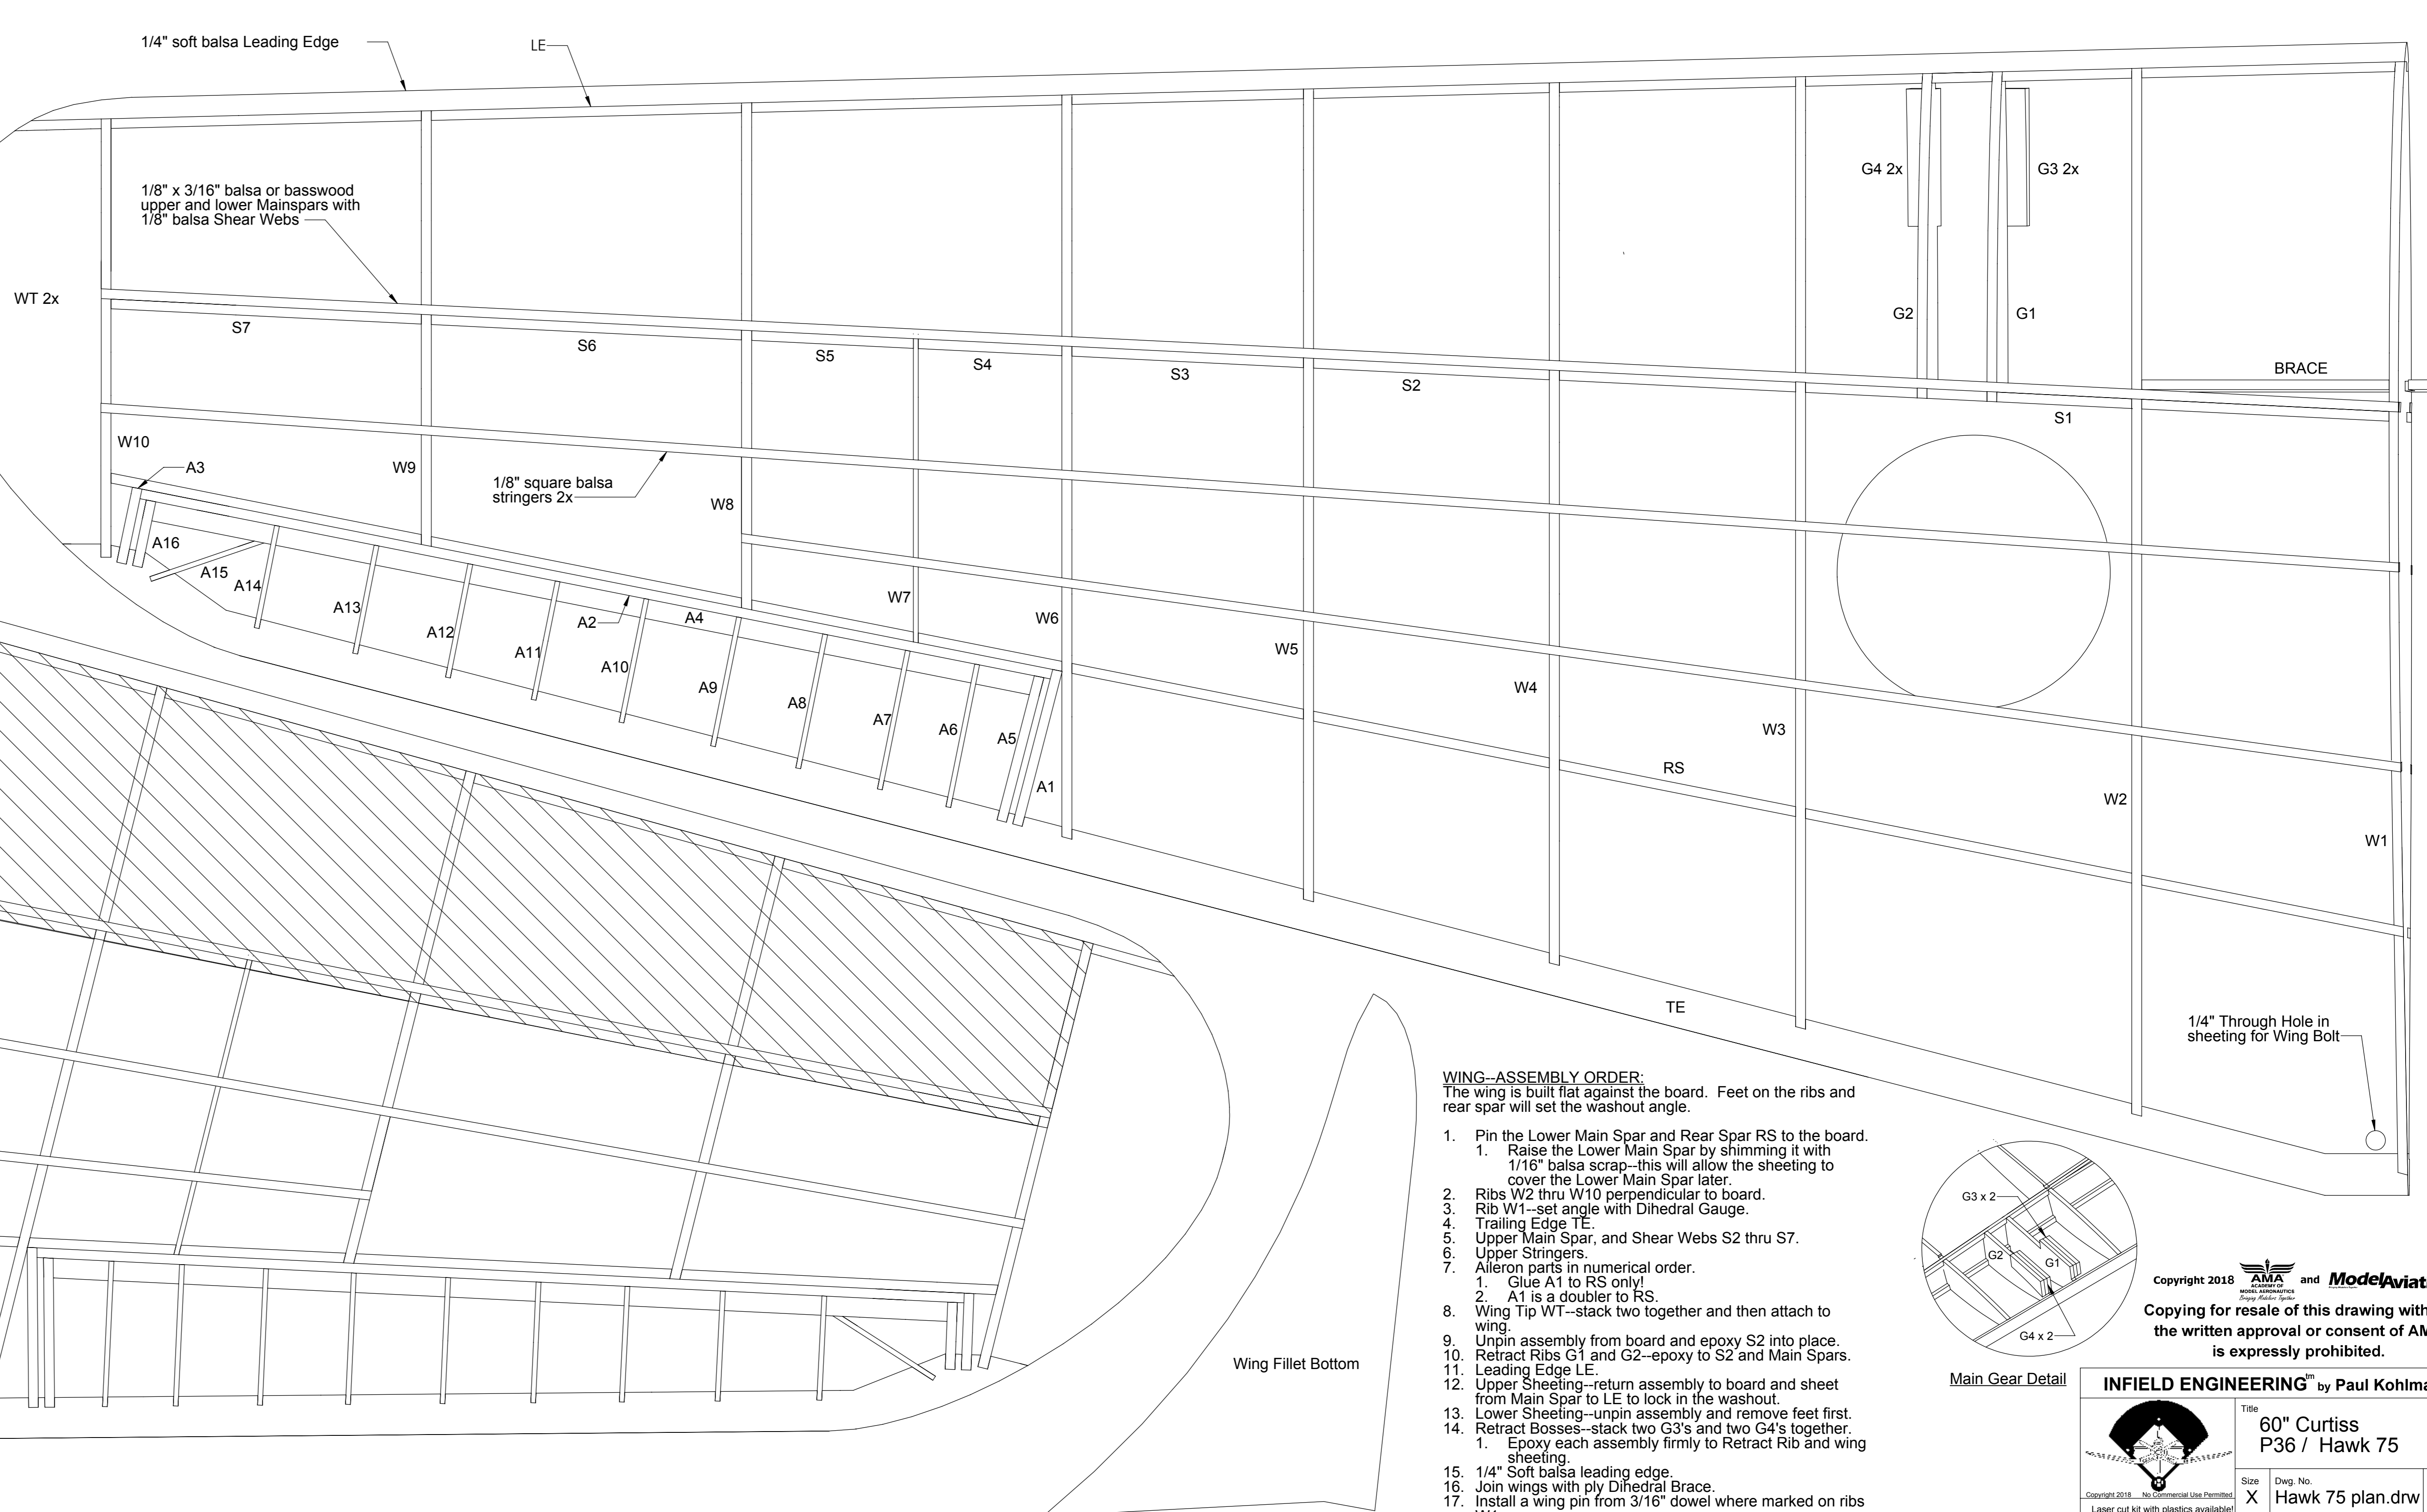 1/4" soft balsa Leading Edge
LE
1/8" x 3/16" balsa or basswood
upper and lower Mainspars with
1/8" balsa Shear Webs
G4 2x
G3 2x
WT 2x
G2
G1
S7
S6
S5
S4
S3
S2
BRACE
S1
W10
A3
W9
1/8" square balsa
stringers 2x
W8
A16
A15
A14
A13
A12
A11
A2
A4
A10
A9
A8
A7
A6
A5
A1
W7
W6
W5
W4
W3
RS
W2
W1
TE
1/4" Through Hole in
sheeting for Wing Bolt
WING--ASSEMBLY ORDER:
The wing is built flat against the board. Feet on the ribs and
rear spar will set the washout angle.
1. Pin the Lower Main Spar and Rear Spar RS to the board.
1. Raise the Lower Main Spar by shimming it with
1/16" balsa scrap--this will allow the sheeting to
cover the Lower Main Spar later.
2. Ribs W2 thru W10 perpendicular to board.
3. Rib W1--set angle with Dihedral Gauge.
4. Trailing Edge TE.
5. Upper Main Spar, and Shear Webs S2 thru S7.
6. Upper Stringers.
7. Aileron parts in numerical order.
1. Glue A1 to RS only!
2. A1 is a doubler to RS.
8. Wing Tip WT--stack two together and then attach to
wing.
9. Unpin assembly from board and epoxy S2 into place.
10. Retract Ribs G1 and G2--epoxy to S2 and Main Spars.
11. Leading Edge LE.
12. Upper Sheeting--return assembly to board and sheet
from Main Spar to LE to lock in the washout.
13. Lower Sheeting--unpin assembly and remove feet first.
14. Retract Bosses--stack two G3's and two G4's together.
1. Epoxy each assembly firmly to Retract Rib and wing
sheeting.
15. 1/4" Soft balsa leading edge.
16. Join wings with ply Dihedral Brace.
17. Install a wing pin from 3/16" dowel where marked on ribs
Wing Fillet Bottom
G3 x 2
G2
G1
G4 x 2
Main Gear Detail
Copyright 2018 AMA and ModelAviat
ACADEMY OF
MODEL AERONAUTICS
Copying for resale of this drawing with
the written approval or consent of AM
is expressly prohibited.
INFIELD ENGINEERING tm by Paul Kohlma
Title
60" Curtiss
P36 / Hawk 75
Size
X
Dwg. No.
Hawk 75 plan.drw
Copyright 2018 No Commercial Use Permitted
Laser cut kit with plastics available!